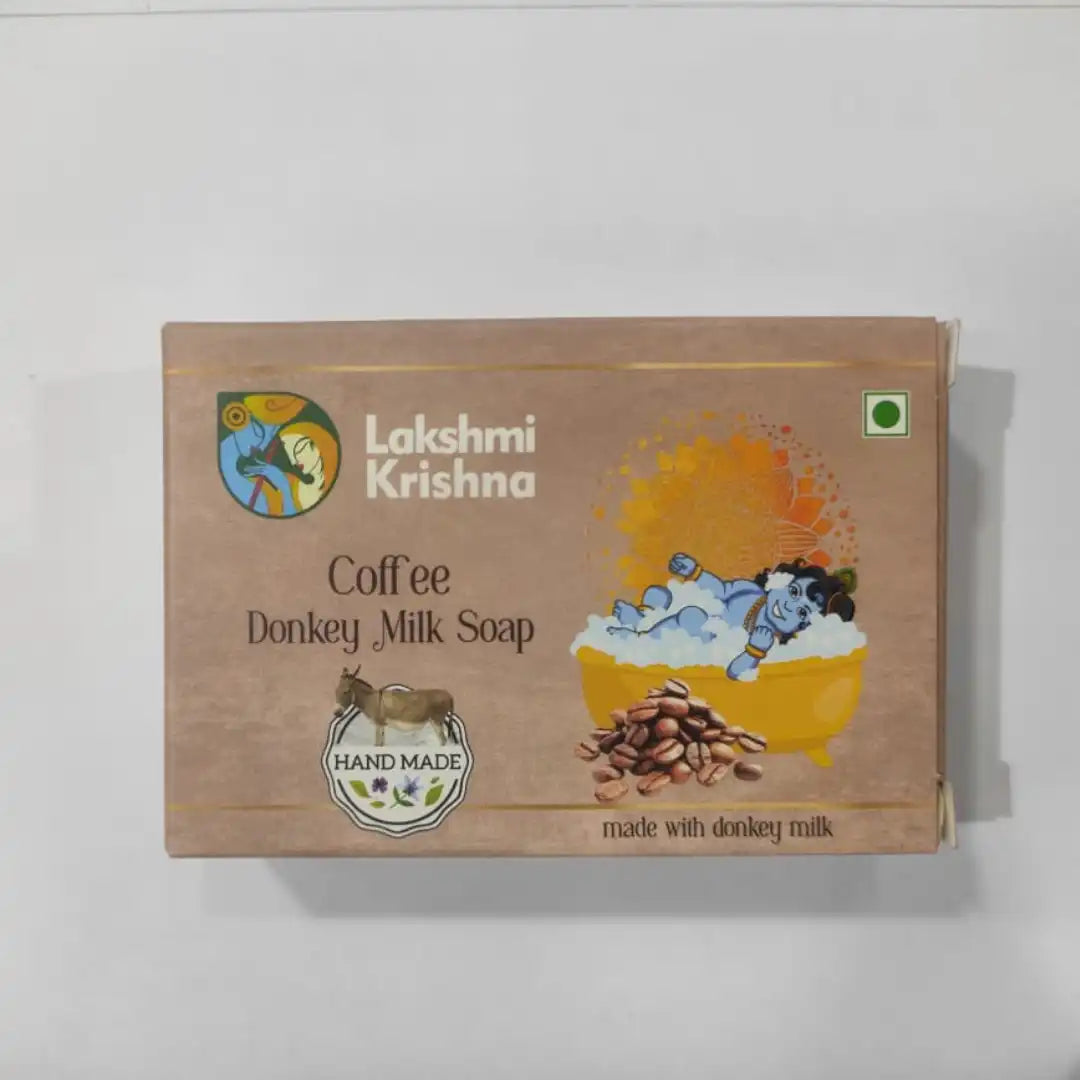 Lakshmi
Krishna
Coffee
Donkey Milk Soap
HAND MADE
made with donkey milk